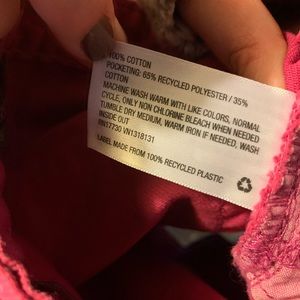 100% COTTON
POCKETING: 65% RECYCLED POLYESTER / 35%
COTTON
MACHINE WASH WARM WITH LIKE COLORS, NORMAL
CYCLE, ONLY NON CHLORINE BLEACH WHEN NEEDED
TUMBLE DRY MEDIUM, WARM IRON IF NEEDED, WASH
INSIDE OUT
RN17730 VN1318131
LABEL MADE FROM 100% RECYCLED PLASTIC